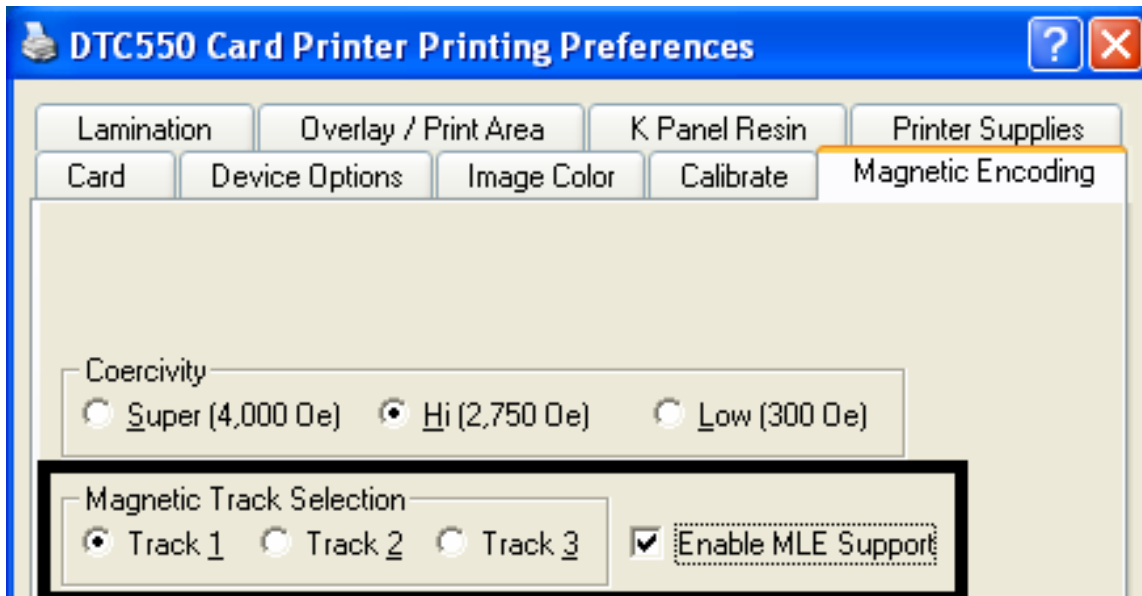 DTC550 Card Printer Printing Preferences
Lamination Overlay / Print Area K Panel Resin Printer Supplies
Card Device Options Image Color Calibrate Magnetic Encoding
Coercivity
Super (4,000 Oe) Hi (2,750 Oe) Low (300 Oe)
Magnetic Track Selection
Track 1 Track 2 Track 3 Enable MLE Support